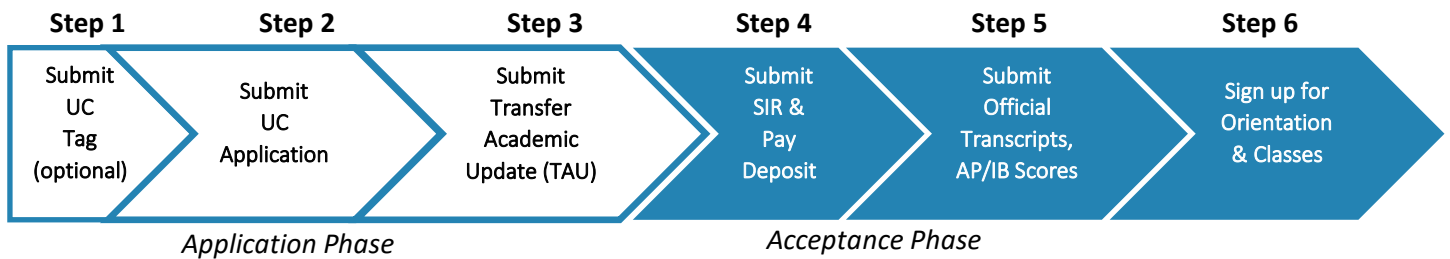 Step 1
Submit
UC
Tag
(optional)
Step 2
Submit
UC
Application
Step 3
Submit
Transfer
Academic
Update (TAU)
Step 4
Submit
SIR &
Pay
Deposit
Step 5
Submit
Official
Transcripts,
AP/IB Scores
Step 6
Sign up for
Orientation
& Classes
Application Phase
Acceptance Phase